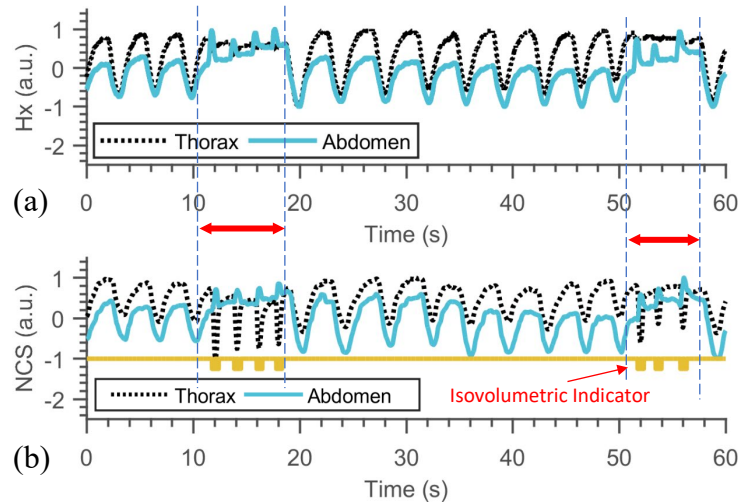 1
0
-1
-2
Hx (a.u.)
Thorax Abdomen
0 10 20 30 40 50 60
(a)
Time (s)
1
0
-1
-2
NCS (a.u.)
Isovolumetric Indicator
Thorax Abdomen
0 10 20 30 40 50 60
(b)
Time (s)